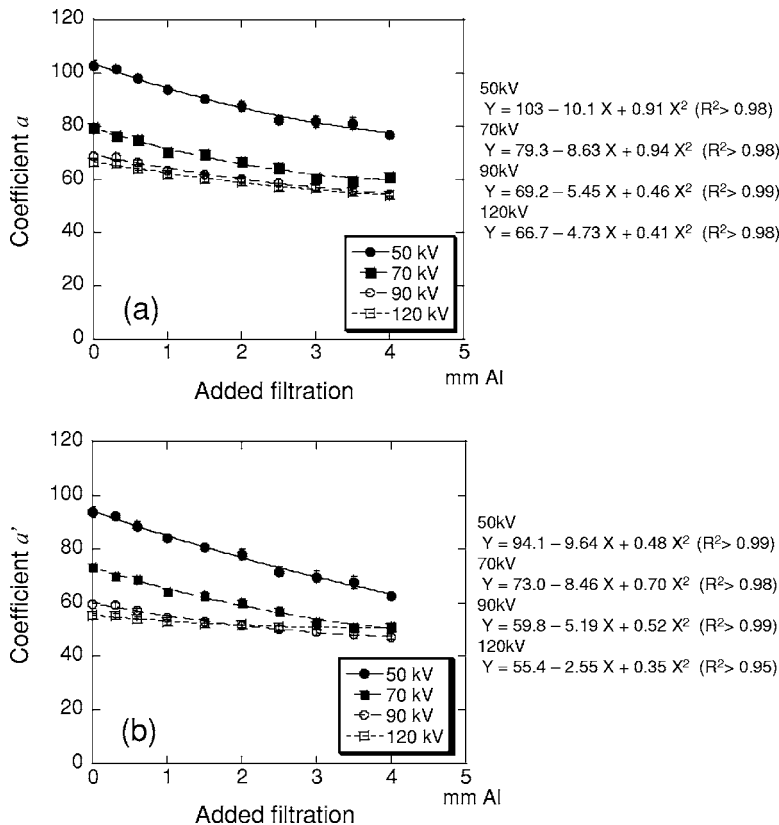 120
100
80
60
40
20
0
Coefficient a
(a)
50 kV
70 kV
90 kV
120 kV
0 1 2 3 4 5
Added filtration
mm Al
50kV
Y = 103 − 10.1 X + 0.91 X² (R²> 0.98)
70kV
Y = 79.3 − 8.63 X + 0.94 X² (R²> 0.98)
90kV
Y = 69.2 − 5.45 X + 0.46 X² (R²> 0.99)
120kV
Y = 66.7 − 4.73 X + 0.41 X² (R²> 0.98)
120
100
80
60
40
20
0
Coefficient a'
(b)
50 kV
70 kV
90 kV
120 kV
0 1 2 3 4 5
Added filtration
mm Al
50kV
Y = 94.1 − 9.64 X + 0.48 X² (R²> 0.99)
70kV
Y = 73.0 − 8.46 X + 0.70 X² (R²> 0.98)
90kV
Y = 59.8 − 5.19 X + 0.52 X² (R²> 0.99)
120kV
Y = 55.4 − 2.55 X + 0.35 X² (R²> 0.95)